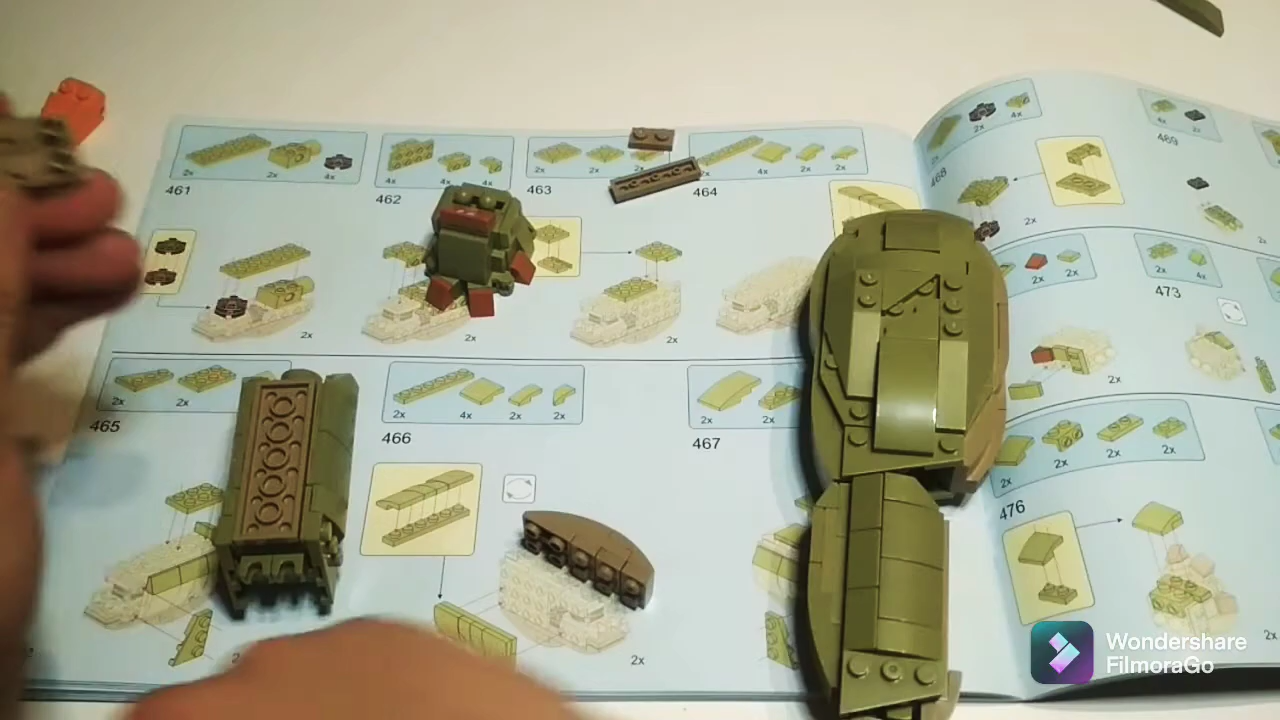 2x 2x 4x
461
4x 4x 4x
462
2x 2x
463
2x 4x 2x 2x
464
2x
2x
2x
2x 2x
465
2x 4x 2x 2x
466
2x 2x
467
2x
2x 4x
468
2x
4x 2x
469
2x
2x
2x 4x
473
2x
2x 2x 2x 2x
476
2x
Wondershare
FilmoraGo